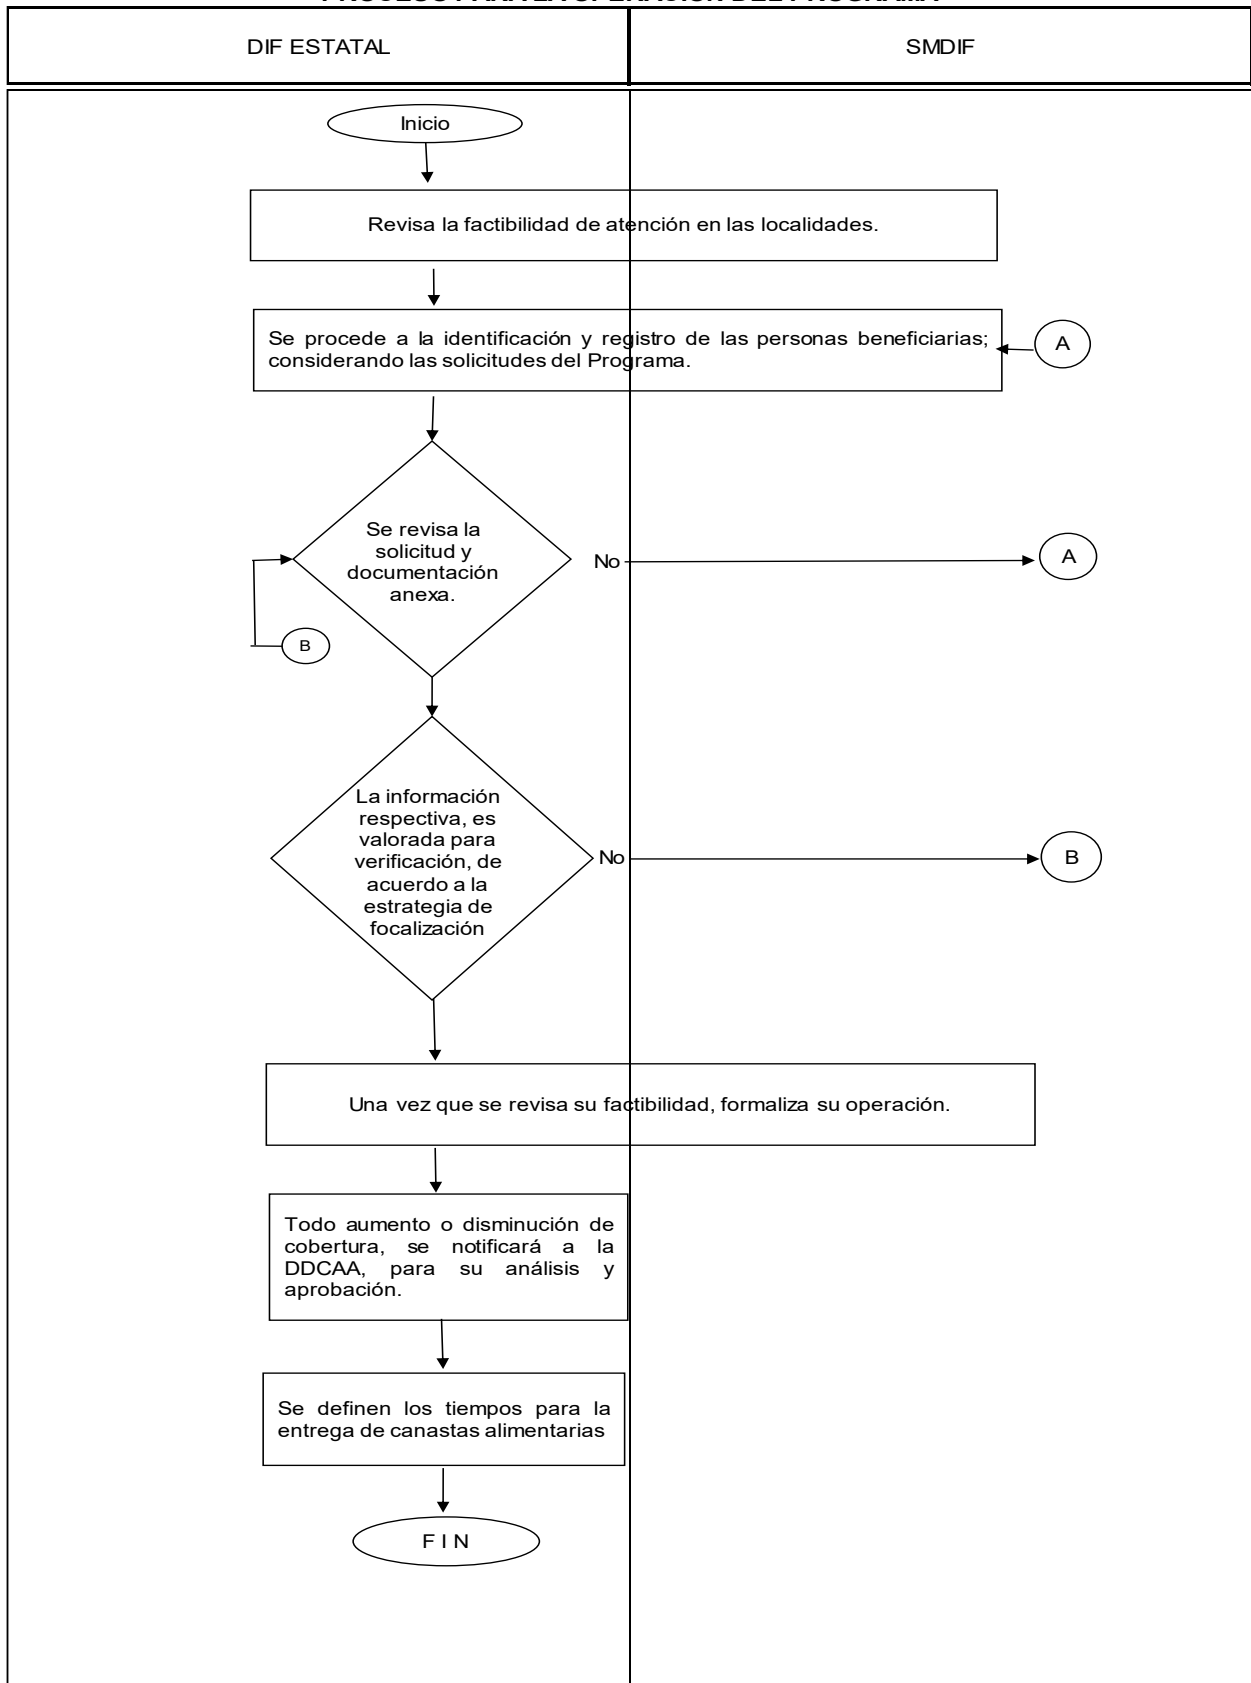 DIF ESTATAL
SMDIF
Inicio
Revisa la factibilidad de atención en las localidades.
Se procede a la identificación y registro de las personas beneficiarias;
considerando las solicitudes del Programa.
A
Se revisa la
solicitud y
documentación
anexa.
No
A
B
La información
respectiva, es
valorada para
verificación, de
acuerdo a la
estrategia de
focalización
No
B
Una vez que se revisa su factibilidad, formaliza su operación.
Todo aumento o disminución de
cobertura, se notificará a la
DDCAA, para su análisis y
aprobación.
Se definen los tiempos para la
entrega de canastas alimentarias
F I N